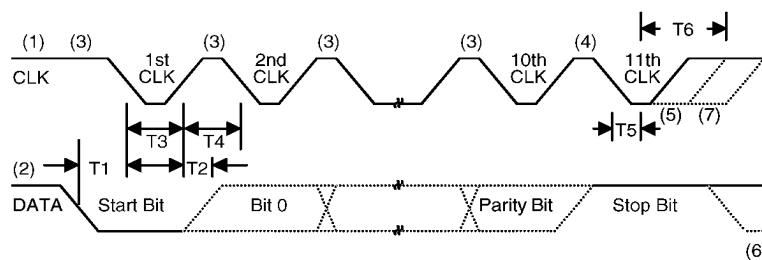 (1) (3) 1st CLK (3) 2nd CLK (3) (3) 10th CLK (4) 11th CLK T6
CLK
T3 T4 T5 (5) (7)
(2) T1 T2
DATA Start Bit Bit 0 Parity Bit Stop Bit
(6